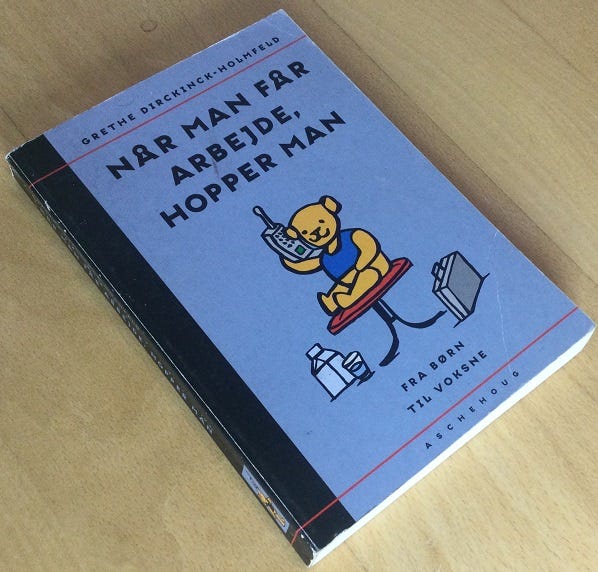 GRETHE DIRCKINCK-HOLMFELD
NÅR MAN FÅR
ARBEJDE,
HOPPER MAN
FRA BØRN
TIL VOKSNE
ASCHEHOUG